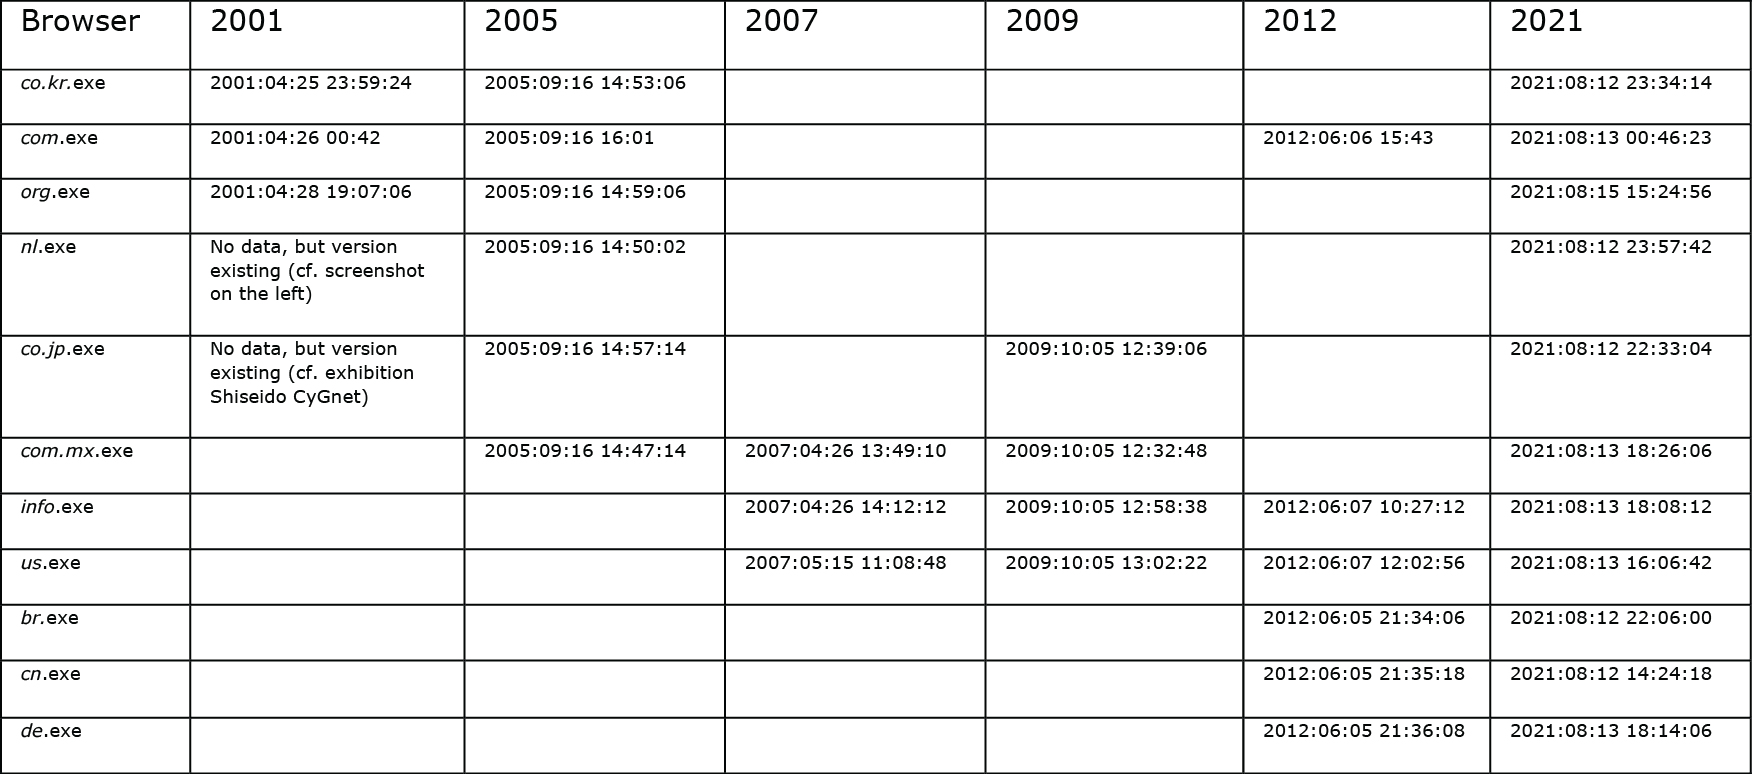 Browser 2001 2005 2007 2009 2012 2021
co.kr.exe 2001:04:25 23:59:24 2005:09:16 14:53:06 2021:08:12 23:34:14
com.exe 2001:04:26 00:42 2005:09:16 16:01 2012:06:06 15:43 2021:08:13 00:46:23
org.exe 2001:04:28 19:07:06 2005:09:16 14:59:06 2021:08:15 15:24:56
nl.exe No data, but version 2005:09:16 14:50:02 2021:08:12 23:57:42
existing (cf. screenshot
on the left)
co.jp.exe No data, but version 2005:09:16 14:57:14 2009:10:05 12:39:06 2021:08:12 22:33:04
existing (cf. exhibition
Shiseido CyGnet)
com.mx.exe 2005:09:16 14:47:14 2007:04:26 13:49:10 2009:10:05 12:32:48 2021:08:13 18:26:06
info.exe 2007:04:26 14:12:12 2009:10:05 12:58:38 2012:06:07 10:27:12 2021:08:13 18:08:12
us.exe 2007:05:15 11:08:48 2009:10:05 13:02:22 2012:06:07 12:02:56 2021:08:13 16:06:42
br.exe 2012:06:05 21:34:06 2021:08:12 22:06:00
cn.exe 2012:06:05 21:35:18 2021:08:12 14:24:18
de.exe 2012:06:05 21:36:08 2021:08:13 18:14:06